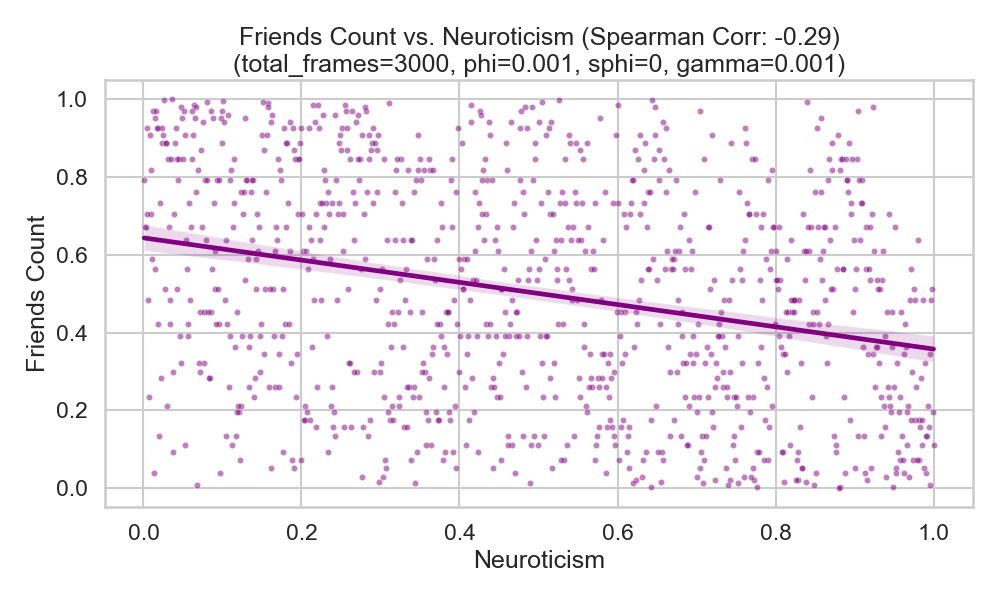 Friends Count vs. Neuroticism (Spearman Corr: -0.29)
(total_frames=3000, phi=0.001, sphi=0, gamma=0.001)
1.0
0.8
0.6
0.4
0.2
0.0
Friends Count
0.0 0.2 0.4 0.6 0.8 1.0
Neuroticism